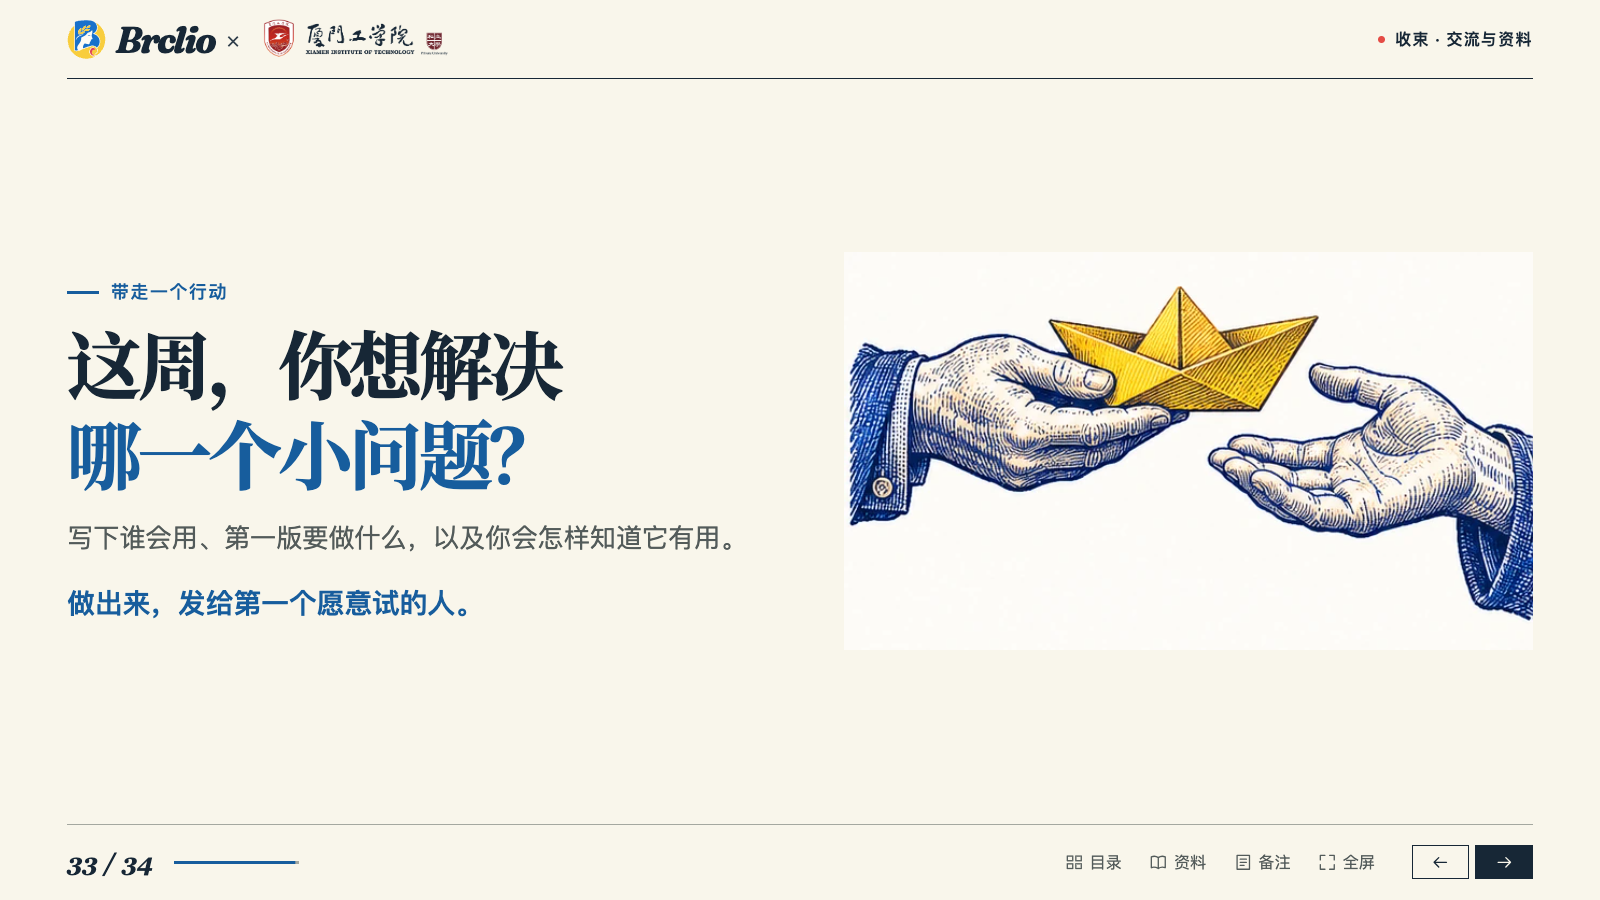 Brclio ×
厦门工学院
XIAMEN INSTITUTE OF TECHNOLOGY
收束 · 交流与资料
带走一个行动
这周，你想解决
哪一个小问题？
写下谁会用、第一版要做什么，以及你会怎样知道它有用。
做出来，发给第一个愿意试的人。
33 / 34
目录
资料
备注
全屏
← →